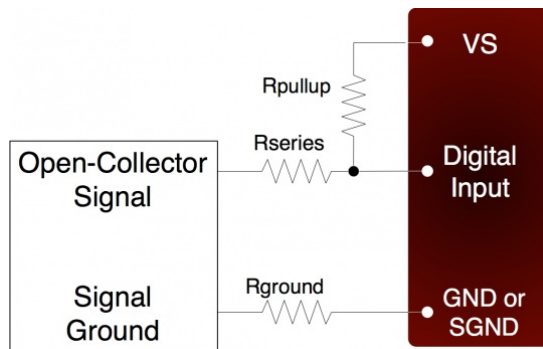 VS
Rpullup
Rseries
Open-Collector
Signal
Digital
Input
Rground
Signal
Ground
GND or
SGND